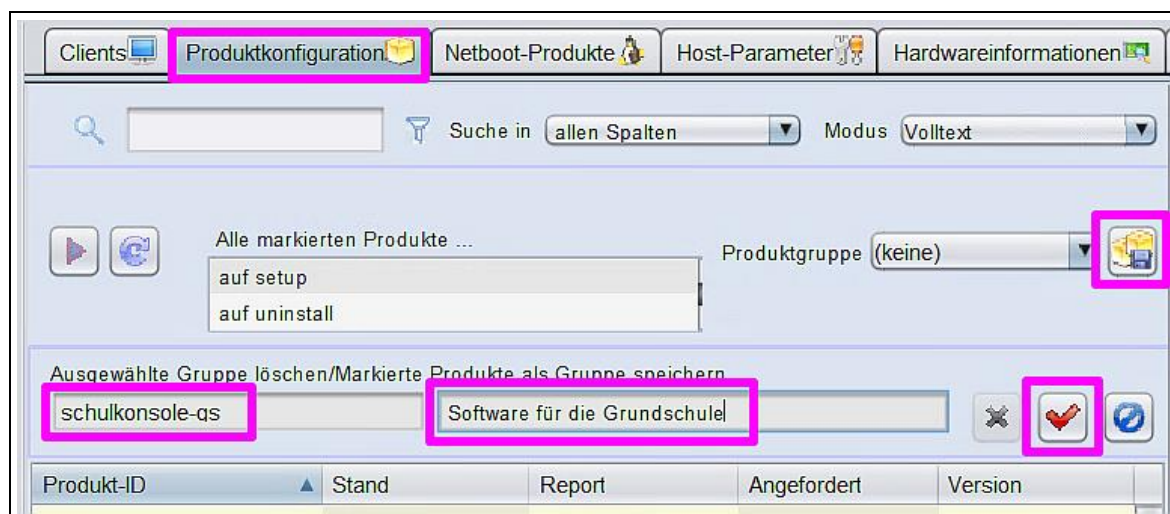 Clients Produktkonfiguration Netboot-Produkte Host-Parameter Hardwareinformationen
Suche in allen Spalten Modus Volltext
Alle markierten Produkte ...
Produktgruppe (keine)
auf setup
auf uninstall
Ausgewählte Gruppe löschen/Markierte Produkte als Gruppe speichern
schulkonsole-gs Software für die Grundschule
Produkt-ID Stand Report Angefordert Version